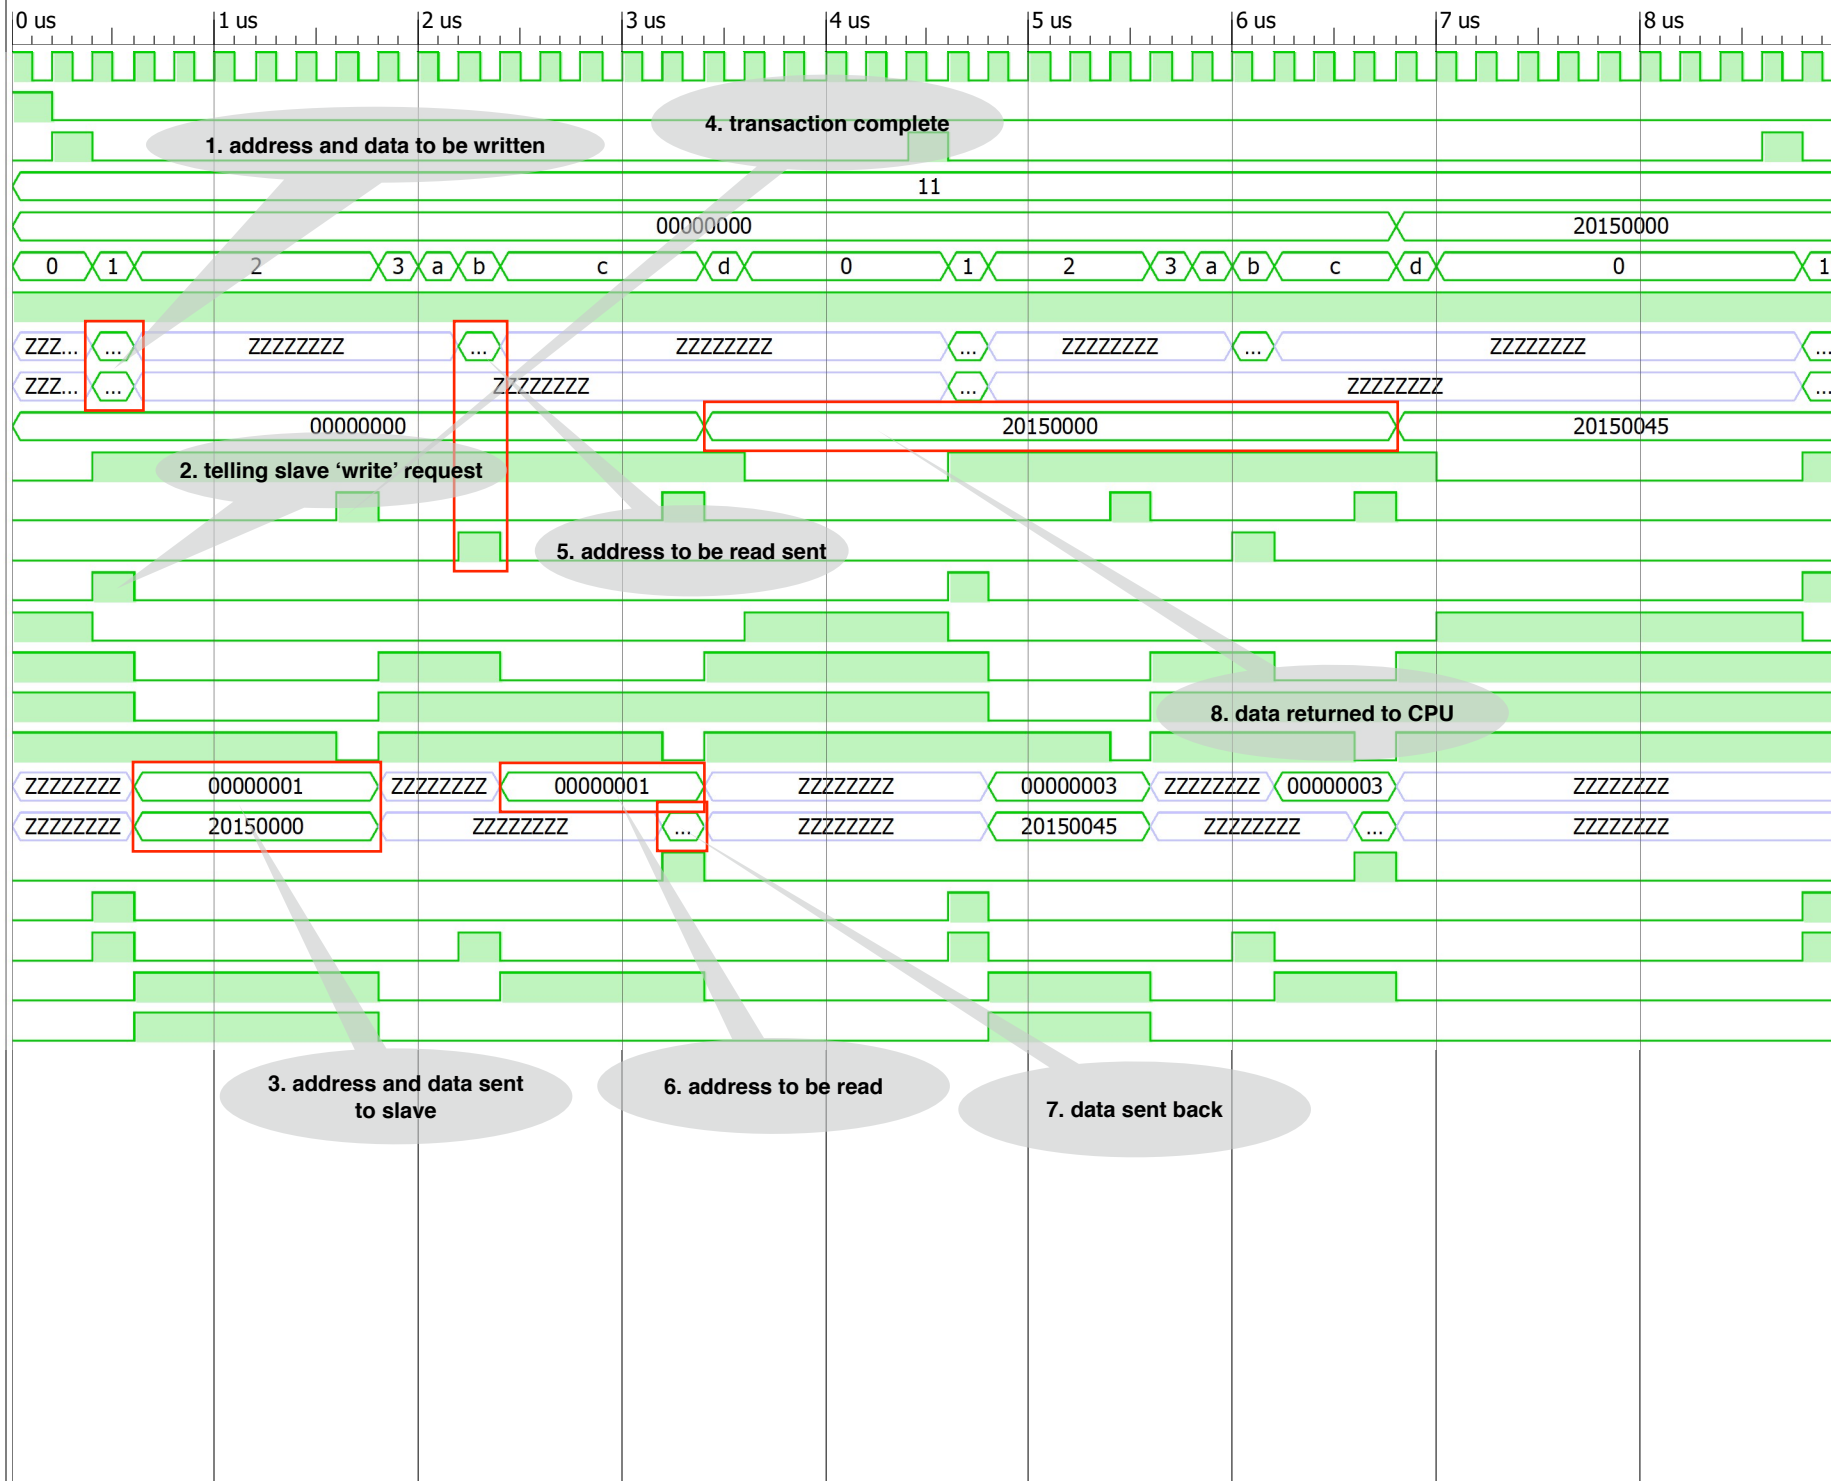 0 us 1 us 2 us 3 us 4 us 5 us 6 us 7 us 8 us
4. transaction complete
1. address and data to be written
11
00000000 20150000
0 1 2 3 a b c d 0 1 2 3 a b c d 0 1
ZZZ... ... ZZZZZZZZ ... ZZZZZZZZ ... ZZZZZZZZ ... ZZZZZZZZ ...
ZZZ... ... ZZZZZZZZ ... ZZZZZZZZ ...
00000000 20150000 20150045
2. telling slave ‘write’ request
5. address to be read sent
8. data returned to CPU
ZZZZZZZZ 00000001 ZZZZZZZZ 00000001 ZZZZZZZZ 00000003 ZZZZZZZZ 00000003 ZZZZZZZZ
ZZZZZZZZ 20150000 ZZZZZZZZ ... ZZZZZZZZ 20150045 ZZZZZZZZ ... ZZZZZZZZ
3. address and data sent
to slave
6. address to be read
7. data sent back